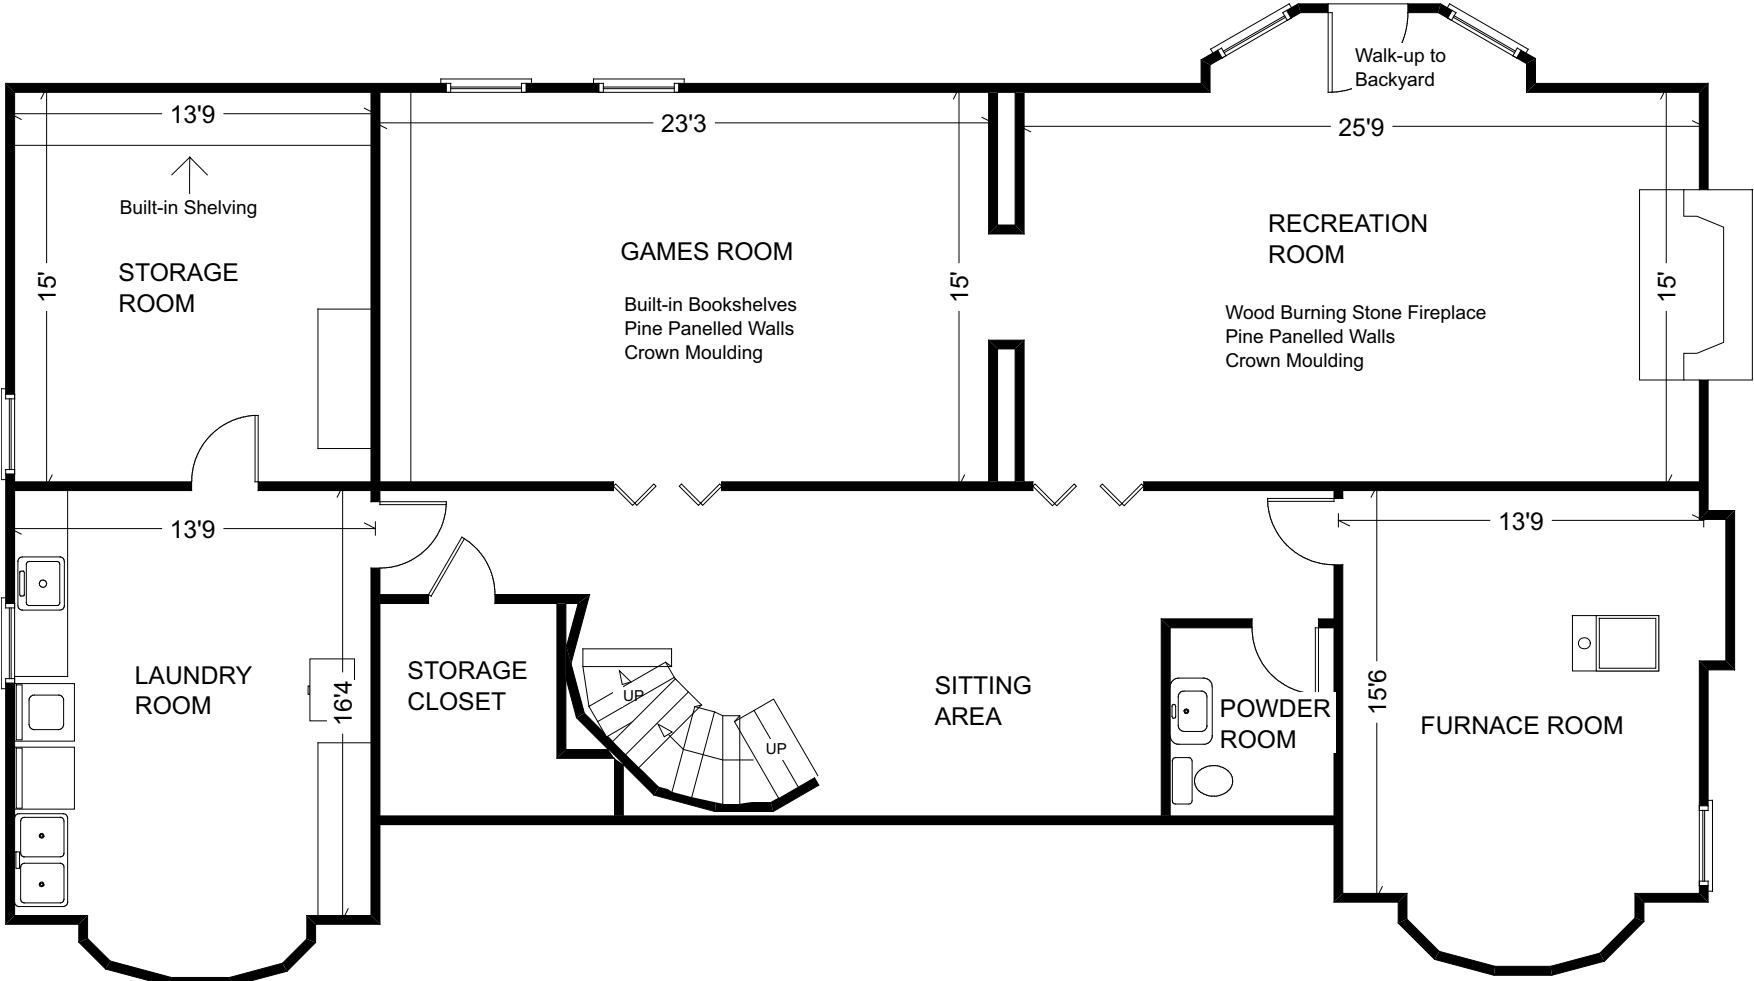 Walk-up to
Backyard
13'9
23'3
25'9
Built-in Shelving
STORAGE
ROOM
15'
GAMES ROOM
Built-in Bookshelves
Pine Panelled Walls
Crown Moulding
15'
RECREATION
ROOM
Wood Burning Stone Fireplace
Pine Panelled Walls
Crown Moulding
15'
13'9
13'9
LAUNDRY
ROOM
16'4
STORAGE
CLOSET
UP
UP
SITTING
AREA
POWDER
ROOM
15'6
FURNACE ROOM